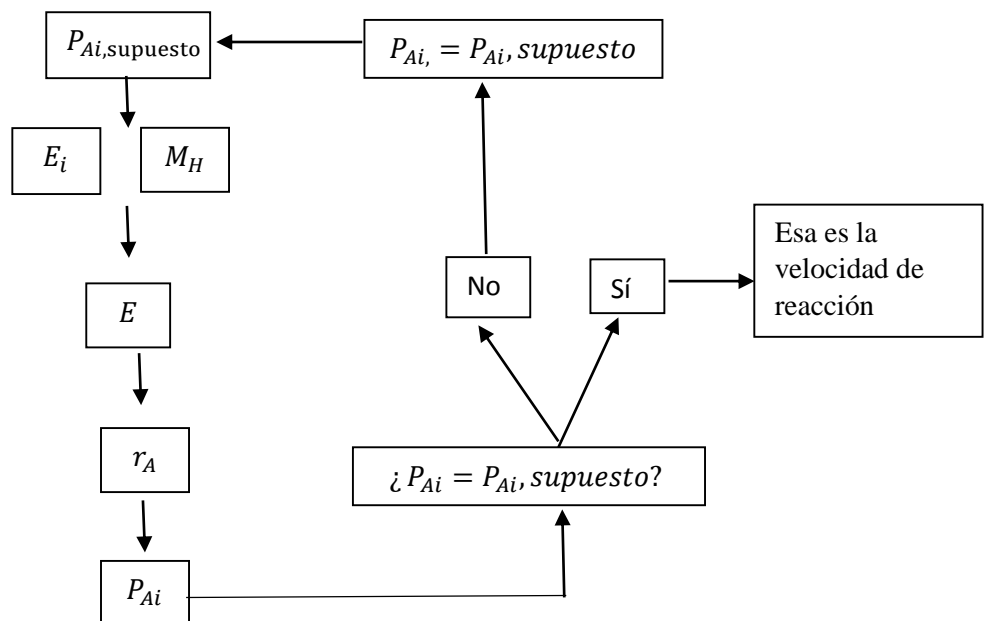 P_{Ai,supuesto}
P_{Ai,} = P_{Ai}, supuesto
E_i
M_H
E
No
Sí
Esa es la
velocidad de
reacción
r_A
¿ P_{Ai} = P_{Ai}, supuesto?
P_{Ai}